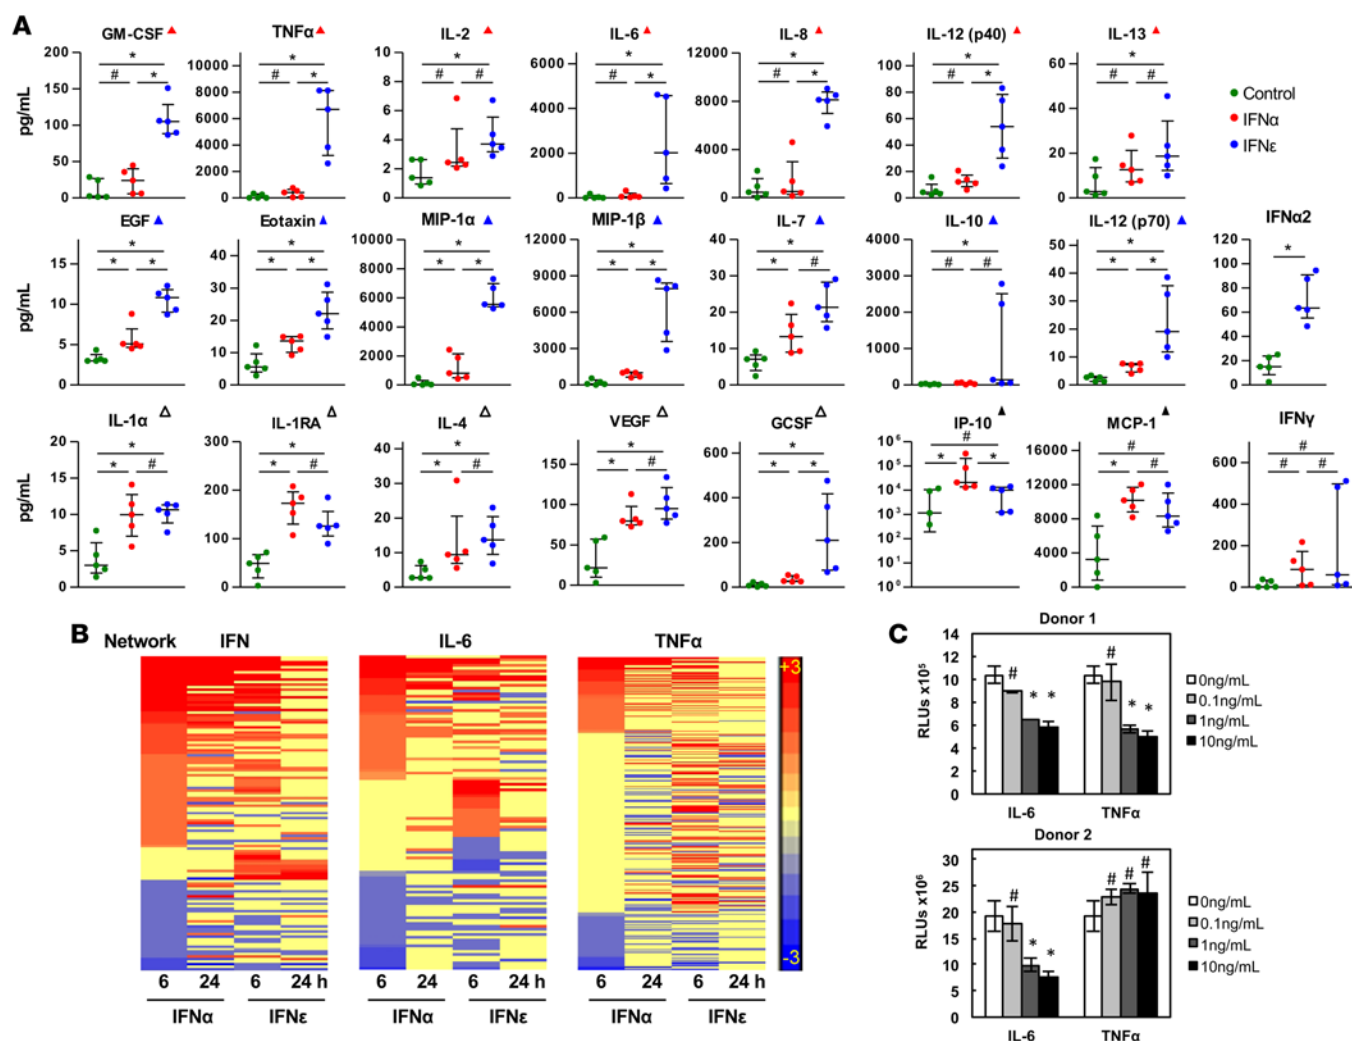 A
GM-CSF TNFα IL-2 IL-6 IL-8 IL-12 (p40) IL-13
pg/mL
200 150 100 50 0
10000 8000 6000 4000 2000 0
10 8 6 4 2 0
6000 4000 2000 0
12000 8000 4000 0
100 80 60 40 20 0
60 40 20 0
* # *
* # *
* # #
* # *
* # *
* # *
* # #
Control
IFNα
IFNε
EGF Eotaxin MIP-1α MIP-1β IL-7 IL-10 IL-12 (p70) IFNα2
pg/mL
15 10 5 0
40 30 20 10 0
10000 8000 6000 4000 2000 0
12000 9000 6000 3000 0
40 30 20 10 0
4000 3000 2000 1000 0
50 40 30 20 10 0
120 100 80 60 40 20 0
* * *
* * *
* * *
* * *
* * #
* # #
* * *
*
IL-1α IL-1RA IL-4 VEGF GCSF IP-10 MCP-1 IFNγ
pg/mL
20 15 10 5 0
300 200 100 0
40 30 20 10 0
200 150 100 50 0
600 400 200 0
10⁶ 10⁵ 10⁴ 10³ 10² 10¹ 10⁰
12000 8000 4000 0
600 400 200 0
* * #
* * #
* * #
* * #
* * *
# * *
# * #
# # #
B
Network IFN IL-6 TNFα
+3
-3
6 24 6 24 h 6 24 6 24 h 6 24 6 24 h
IFNα IFNε IFNα IFNε IFNα IFNε
C
Donor 1
RLUs x10⁵
14 12 10 8 6 4 2 0
# * * # * *
0ng/mL
0.1ng/mL
1ng/mL
10ng/mL
IL-6 TNFα
Donor 2
RLUs x10⁶
30 25 20 15 10 5 0
# * * # # #
0ng/mL
0.1ng/mL
1ng/mL
10ng/mL
IL-6 TNFα